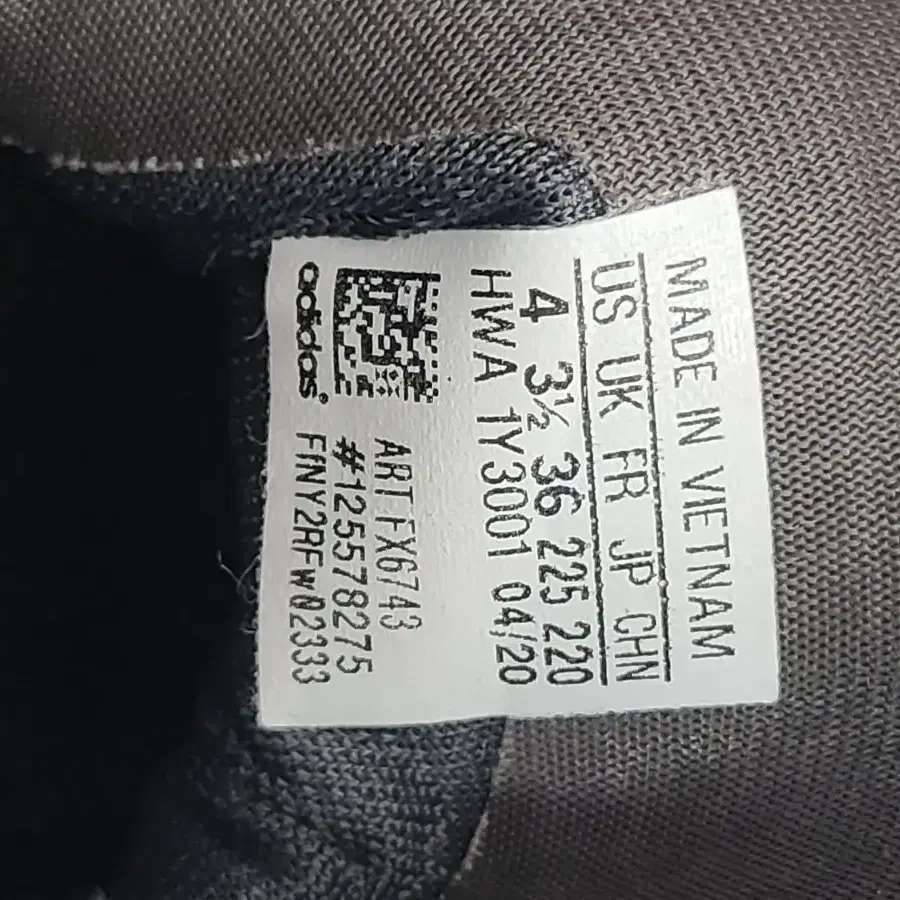 MADE IN VIETNAM
US UK FR JP CHN
4 3½ 36 225 220
HWA 1Y3001 04/20
ART FX6743
#125578275
FINY2RFW02333
adidas